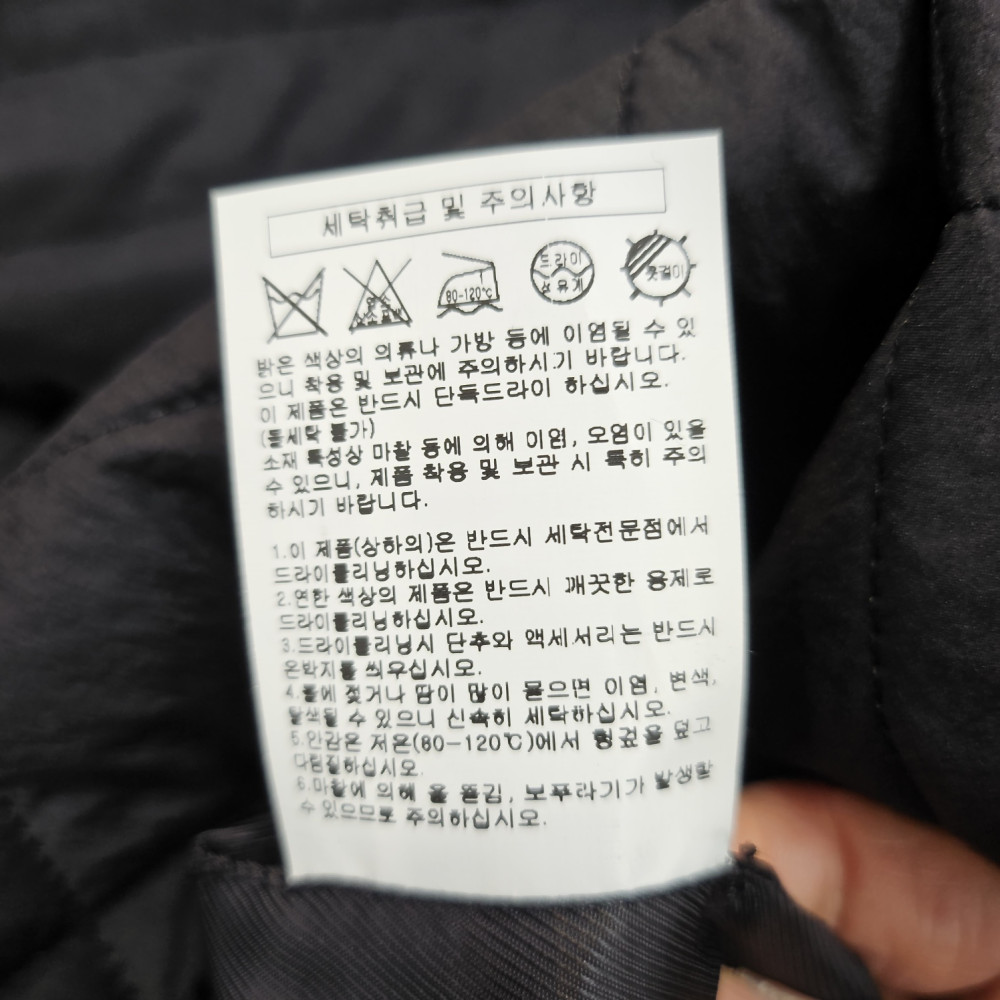 세탁취급 및 주의사항
염소
80-120℃
드라이
석유계
옷걸이
밝은 색상의 의류나 가방 등에 이염될 수 있
으니 착용 및 보관에 주의하시기 바랍니다.
이 제품은 반드시 단독드라이 하십시오.
(물세탁 불가)
소재 특성상 마찰 등에 의해 이염, 오염이 있을
수 있으니, 제품 착용 및 보관 시 특히 주의
하시기 바랍니다.
1.이 제품(상하의)은 반드시 세탁전문점에서
드라이클리닝하십시오.
2.연한 색상의 제품은 반드시 깨끗한 용제로
드라이클리닝하십시오.
3.드라이클리닝시 단추와 액세서리는 반드시
은박지를 씌우십시오.
4.물에 젖거나 땀이 많이 묻으면 이염, 변색,
탈색될 수 있으니 신속히 세탁하십시오.
5.안감은 저온(80-120℃)에서 헝겊을 덮고
다림질하십시오.
6.마찰에 의해 올 뜯김, 보푸라기가 발생할
수 있으므로 주의하십시오.